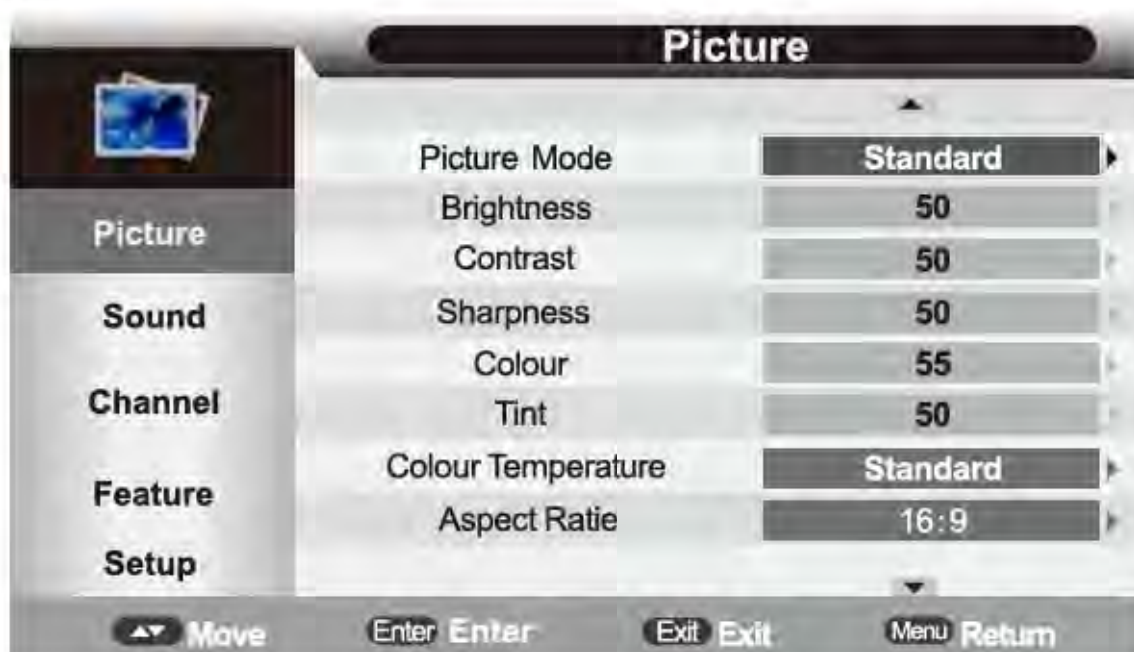 Picture
Picture Mode Standard
Brightness 50
Picture
Contrast 50
Sound
Sharpness 50
Colour 55
Channel
Tint 50
Colour Temperature Standard
Feature
Aspect Ratie 16:9
Setup
Move Enter Enter Exit Exit Menu Return